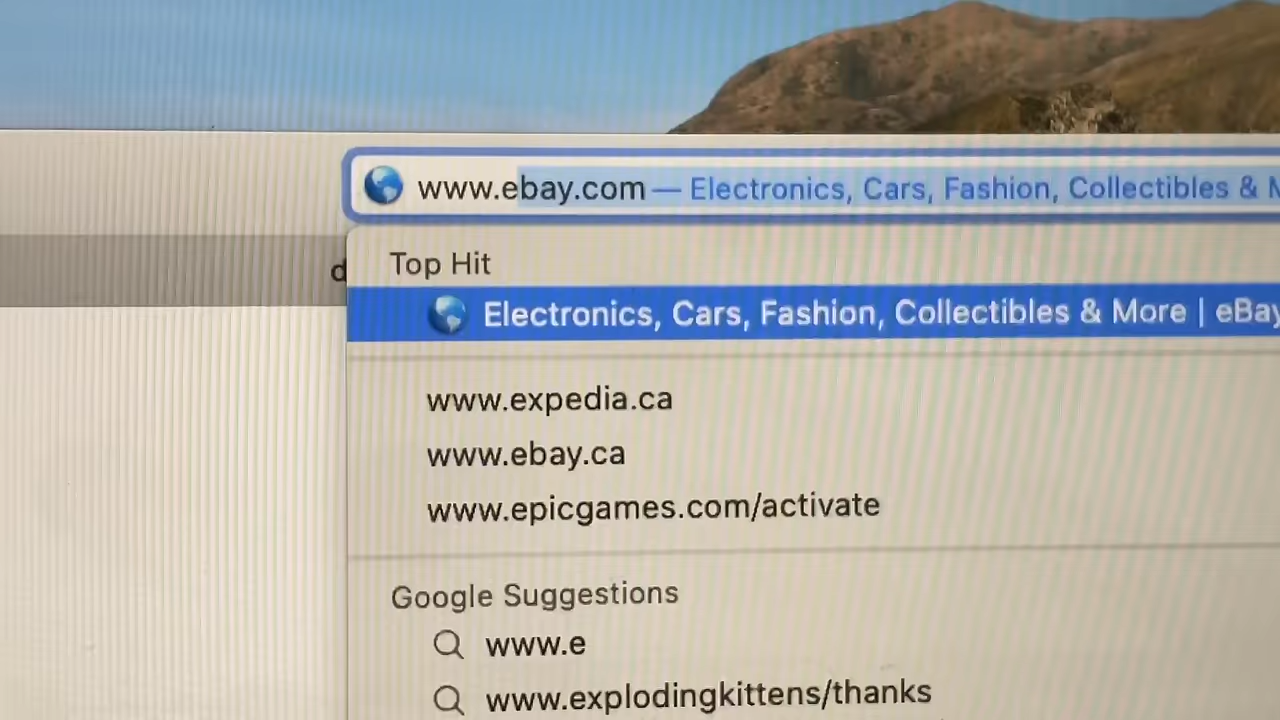 www.ebay.com — Electronics, Cars, Fashion, Collectibles &
d
Top Hit
Electronics, Cars, Fashion, Collectibles & More | eBay
www.expedia.ca
www.ebay.ca
www.epicgames.com/activate
Google Suggestions
www.e
www.explodingkittens/thanks